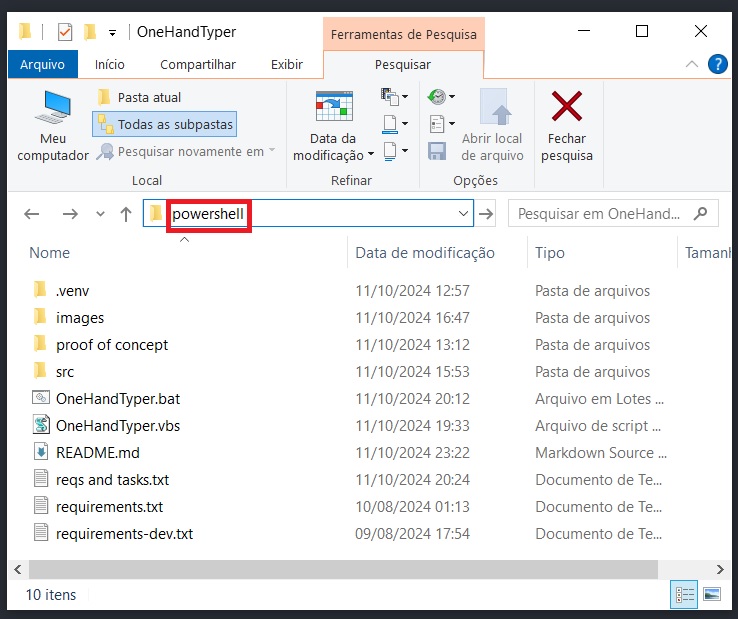 OneHandTyper
Ferramentas de Pesquisa
Arquivo Início Compartilhar Exibir Pesquisar
Meu computador
Pasta atual
Todas as subpastas
Pesquisar novamente em
Local
Data da modificação
Refinar
Abrir local de arquivo
Opções
Fechar pesquisa
powershell
Pesquisar em OneHand...
Nome Data de modificação Tipo Tamanh
.venv 11/10/2024 12:57 Pasta de arquivos
images 11/10/2024 16:47 Pasta de arquivos
proof of concept 11/10/2024 13:12 Pasta de arquivos
src 11/10/2024 15:53 Pasta de arquivos
OneHandTyper.bat 11/10/2024 20:12 Arquivo em Lotes ...
OneHandTyper.vbs 11/10/2024 19:33 Arquivo de script ...
README.md 11/10/2024 23:22 Markdown Source ...
reqs and tasks.txt 11/10/2024 20:24 Documento de Te...
requirements.txt 10/08/2024 01:13 Documento de Te...
requirements-dev.txt 09/08/2024 17:54 Documento de Te...
10 itens